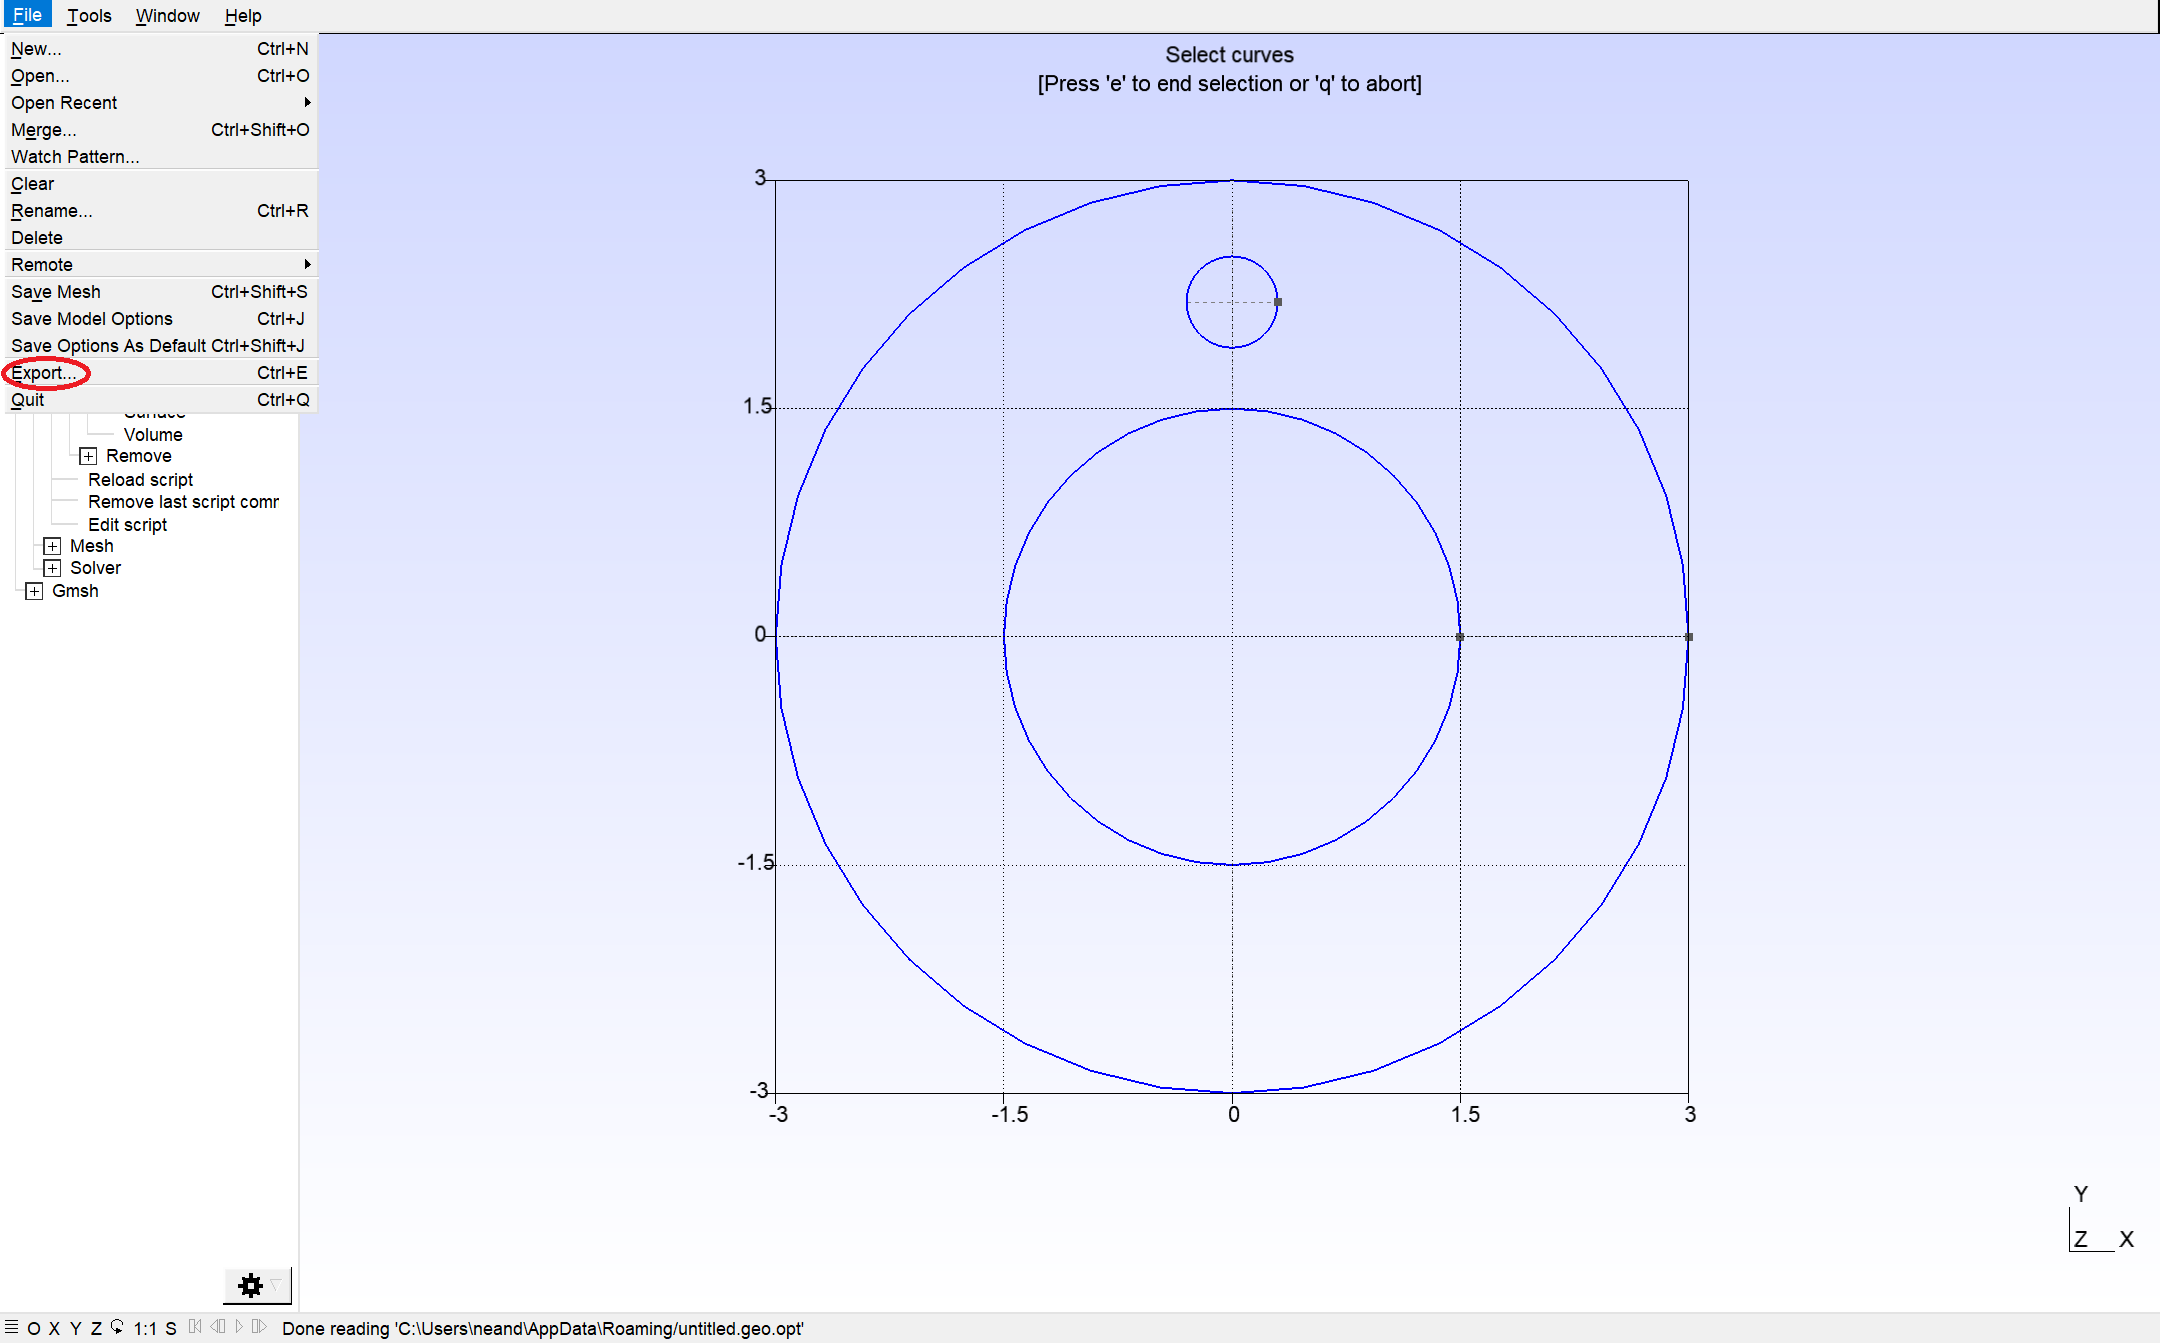 File Tools Window Help
New... Ctrl+N
Open... Ctrl+O
Open Recent
Merge... Ctrl+Shift+O
Watch Pattern...
Clear
Rename... Ctrl+R
Delete
Remote
Save Mesh Ctrl+Shift+S
Save Model Options Ctrl+J
Save Options As Default Ctrl+Shift+J
Export... Ctrl+E
Quit Ctrl+Q
Surface
Volume
Remove
Reload script
Remove last script comr
Edit script
Mesh
Solver
Gmsh
Select curves
[Press 'e' to end selection or 'q' to abort]
3
1.5
0
-1.5
-3
-3 -1.5 0 1.5 3
Y
Z X
O X Y Z 1:1 S Done reading 'C:\Users\neand\AppData\Roaming/untitled.geo.opt'